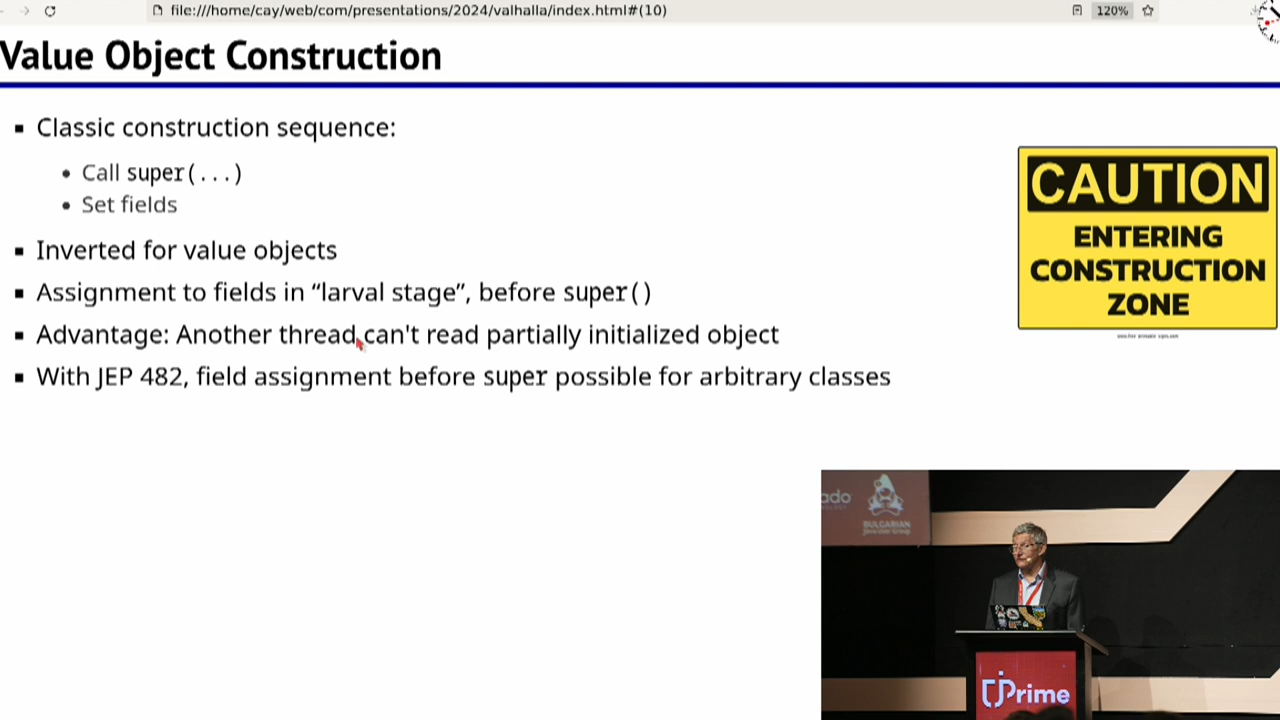 file:///home/cay/web/com/presentations/2024/valhalla/index.html#(10)
120%
Value Object Construction
Classic construction sequence:
Call super(...)
Set fields
Inverted for value objects
Assignment to fields in “larval stage”, before super()
Advantage: Another thread can't read partially initialized object
With JEP 482, field assignment before super possible for arbitrary classes
CAUTION
ENTERING
CONSTRUCTION
ZONE
ado
BULGARIAN
jPrime